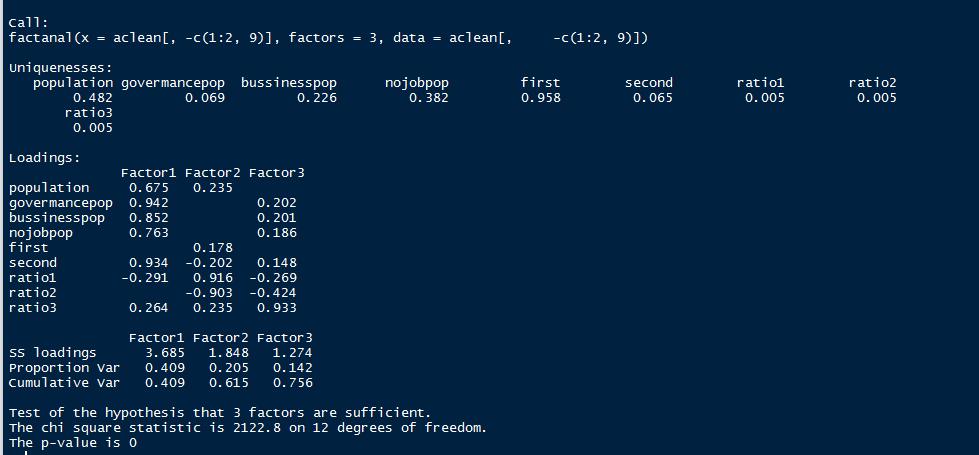 Call:
factanal(x = aclean[, -c(1:2, 9)], factors = 3, data = aclean[,     -c(1:2, 9)])
Uniquenesses:
   population govermancepop  bussinesspop      nojobpop         first        second        ratio1        ratio2
        0.482         0.069         0.226         0.382         0.958         0.065         0.005         0.005
       ratio3
        0.005
Loadings:
              Factor1 Factor2 Factor3
population     0.675   0.235
govermancepop  0.942           0.202
bussinesspop   0.852           0.201
nojobpop       0.763           0.186
first                  0.178
second         0.934  -0.202   0.148
ratio1        -0.291   0.916  -0.269
ratio2                -0.903  -0.424
ratio3         0.264   0.235   0.933
               Factor1 Factor2 Factor3
SS loadings      3.685   1.848   1.274
Proportion Var   0.409   0.205   0.142
Cumulative Var   0.409   0.615   0.756
Test of the hypothesis that 3 factors are sufficient.
The chi square statistic is 2122.8 on 12 degrees of freedom.
The p-value is 0